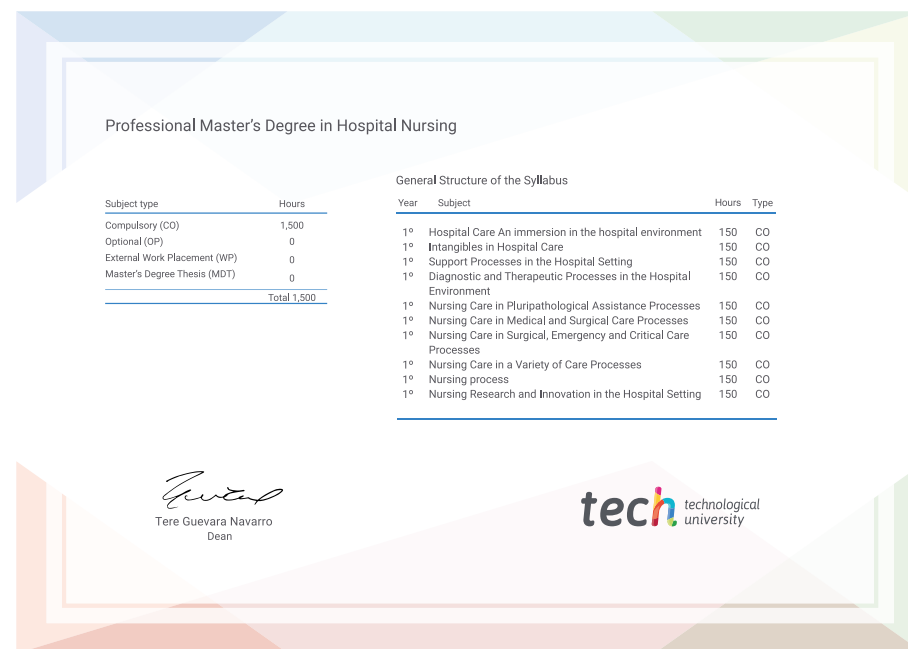 Professional Master's Degree in Hospital Nursing
Subject type Hours
Compulsory (CO) 1,500
Optional (OP) 0
External Work Placement (WP) 0
Master's Degree Thesis (MDT) 0
Total 1,500
General Structure of the Syllabus
Year Subject Hours Type
1º Hospital Care An immersion in the hospital environment 150 CO
1º Intangibles in Hospital Care 150 CO
1º Support Processes in the Hospital Setting 150 CO
1º Diagnostic and Therapeutic Processes in the Hospital 150 CO
Environment
1º Nursing Care in Pluripathological Assistance Processes 150 CO
1º Nursing Care in Medical and Surgical Care Processes 150 CO
1º Nursing Care in Surgical, Emergency and Critical Care 150 CO
Processes
1º Nursing Care in a Variety of Care Processes 150 CO
1º Nursing process 150 CO
1º Nursing Research and Innovation in the Hospital Setting 150 CO
Tere Guevara Navarro
Dean
tech technological
university